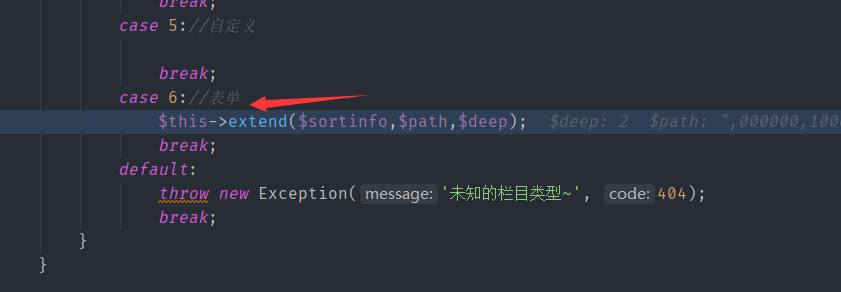 break;
case 5://自定义
break;
case 6://表单
$this->extend($sortinfo,$path,$deep); $deep: 2 $path: ",000000,100
break;
default:
throw new Exception( message: '未知的栏目类型~', code: 404);
break;
}
}